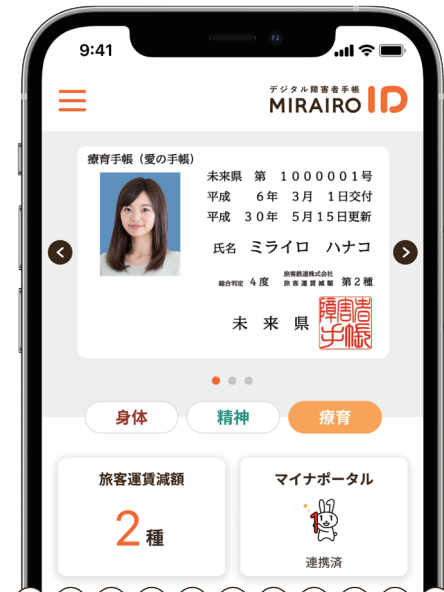 9:41
デジタル障害者手帳
MIRAIRO ID
療育手帳（愛の手帳）
未来県 第 1000001号
平成 6年 3月 1日交付
平成 30年 5月15日更新
氏名 ミライロ ハナコ
総合判定 4度 旅客鉄道株式会社 旅客運賃減額 第2種
未来県
障害者手帳
身体
精神
療育
旅客運賃減額
2種
マイナポータル
1
連携済